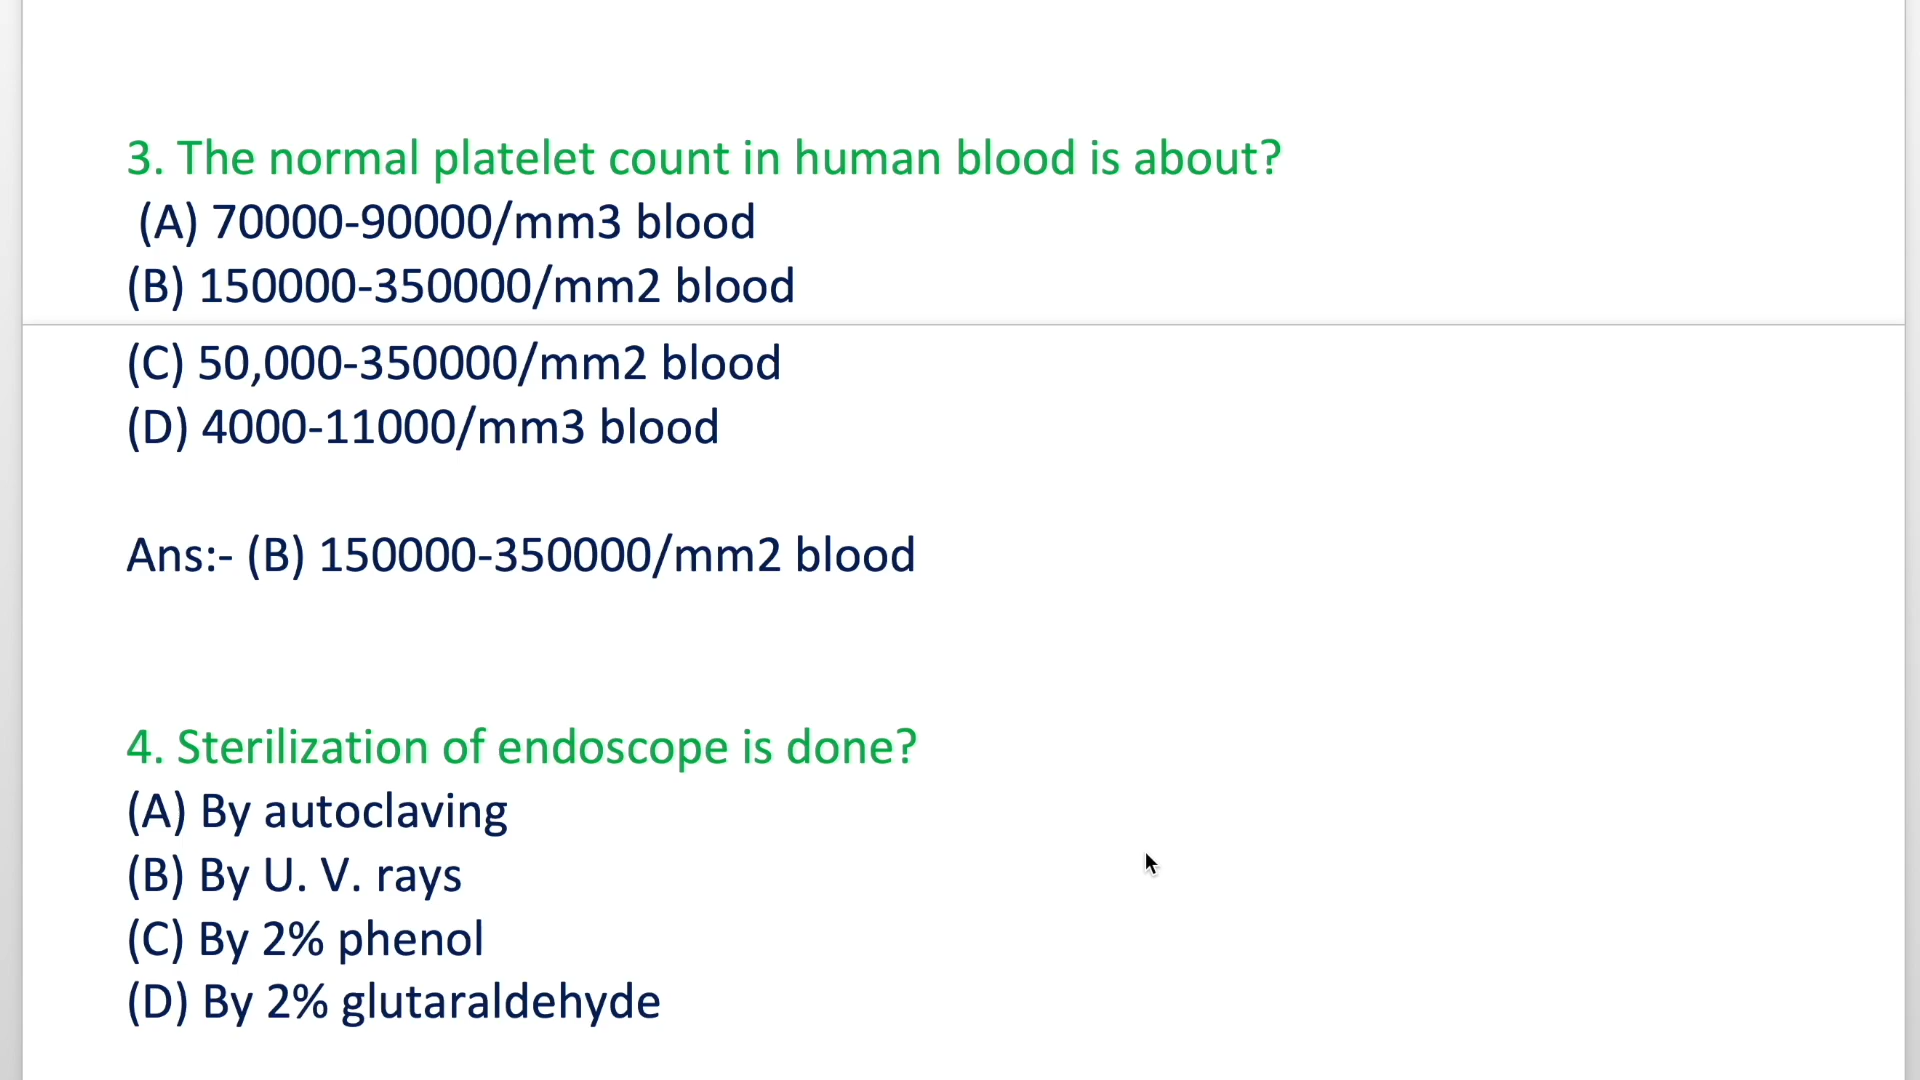 3. The normal platelet count in human blood is about?
(A) 70000-90000/mm3 blood
(B) 150000-350000/mm2 blood
(C) 50,000-350000/mm2 blood
(D) 4000-11000/mm3 blood
Ans:- (B) 150000-350000/mm2 blood
4. Sterilization of endoscope is done?
(A) By autoclaving
(B) By U. V. rays
(C) By 2% phenol
(D) By 2% glutaraldehyde